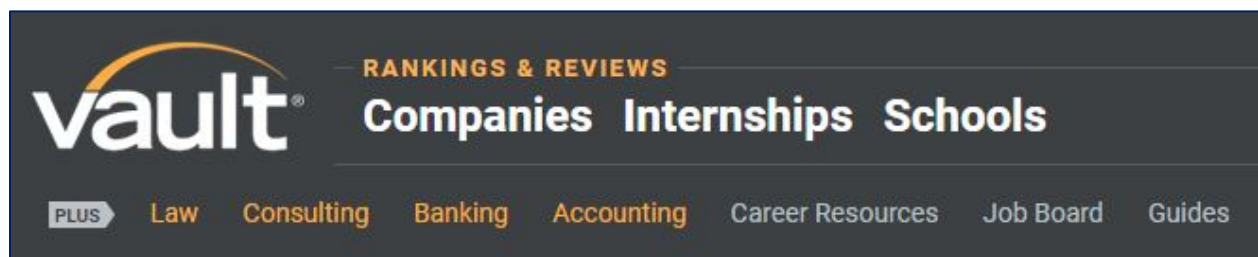 vault®
RANKINGS & REVIEWS
Companies Internships Schools
PLUS Law Consulting Banking Accounting Career Resources Job Board Guides